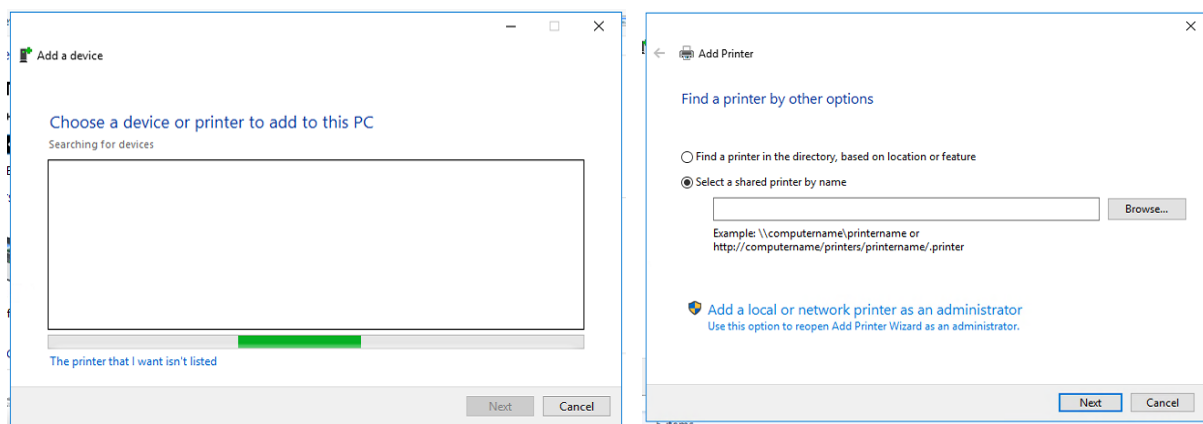 Add a device
Choose a device or printer to add to this PC
Searching for devices
The printer that I want isn't listed
Next
Cancel
Add Printer
Find a printer by other options
Find a printer in the directory, based on location or feature
Select a shared printer by name
Browse...
Example: \\computername\printername or
http://computername/printers/printername/.printer
Add a local or network printer as an administrator
Use this option to reopen Add Printer Wizard as an administrator.
Next
Cancel